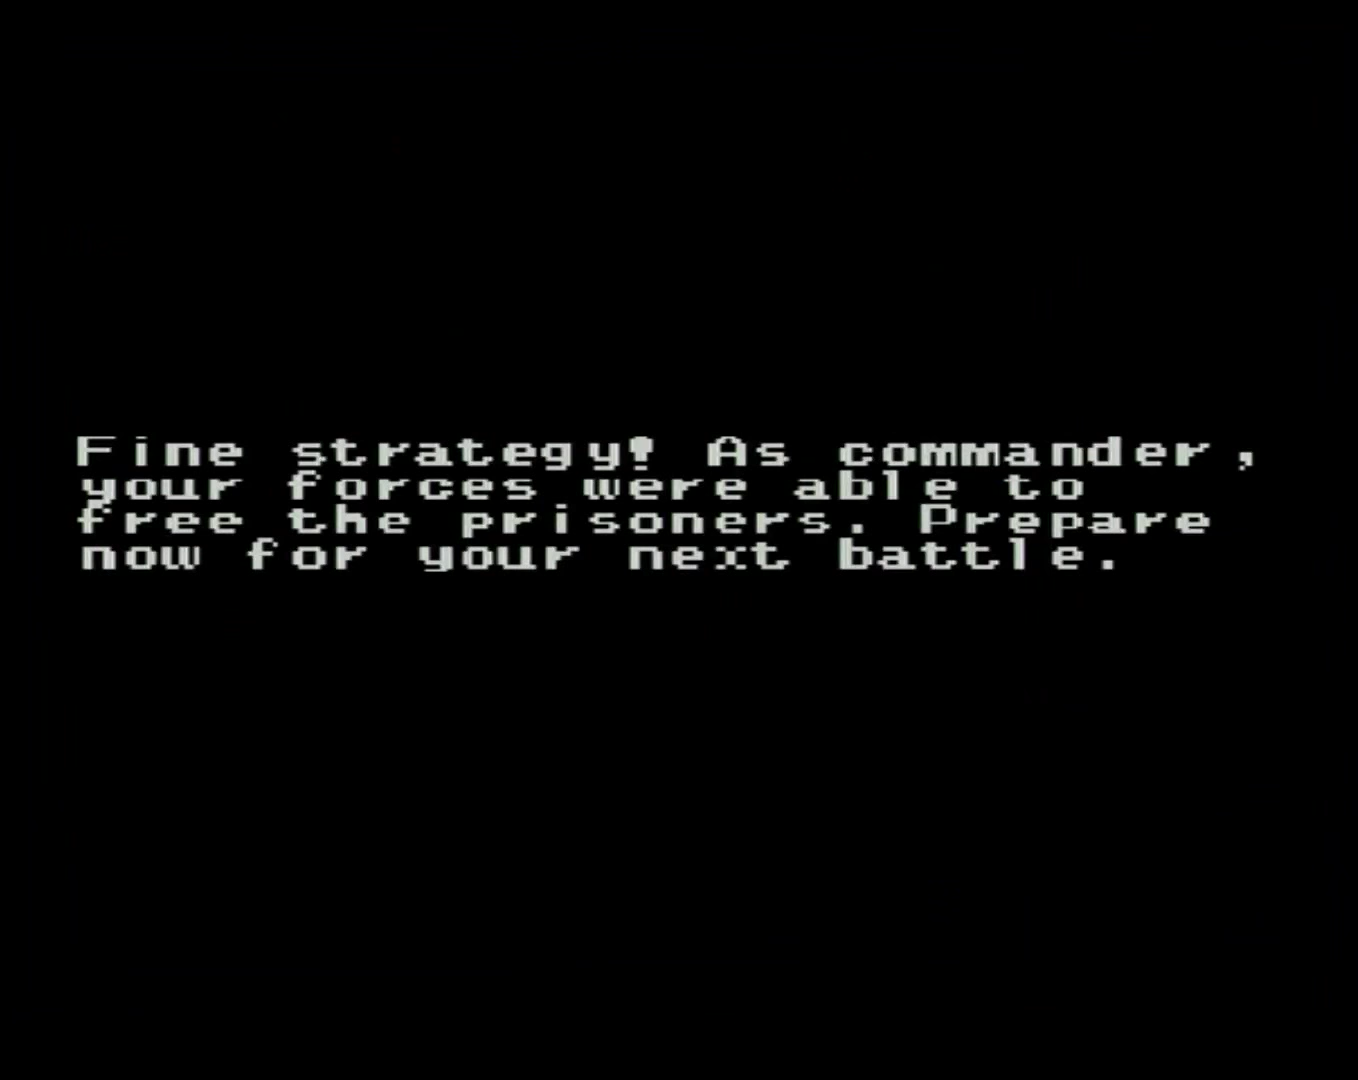 Fine strategy! As commander,
your forces were able to
free the prisoners. Prepare
now for your next battle.